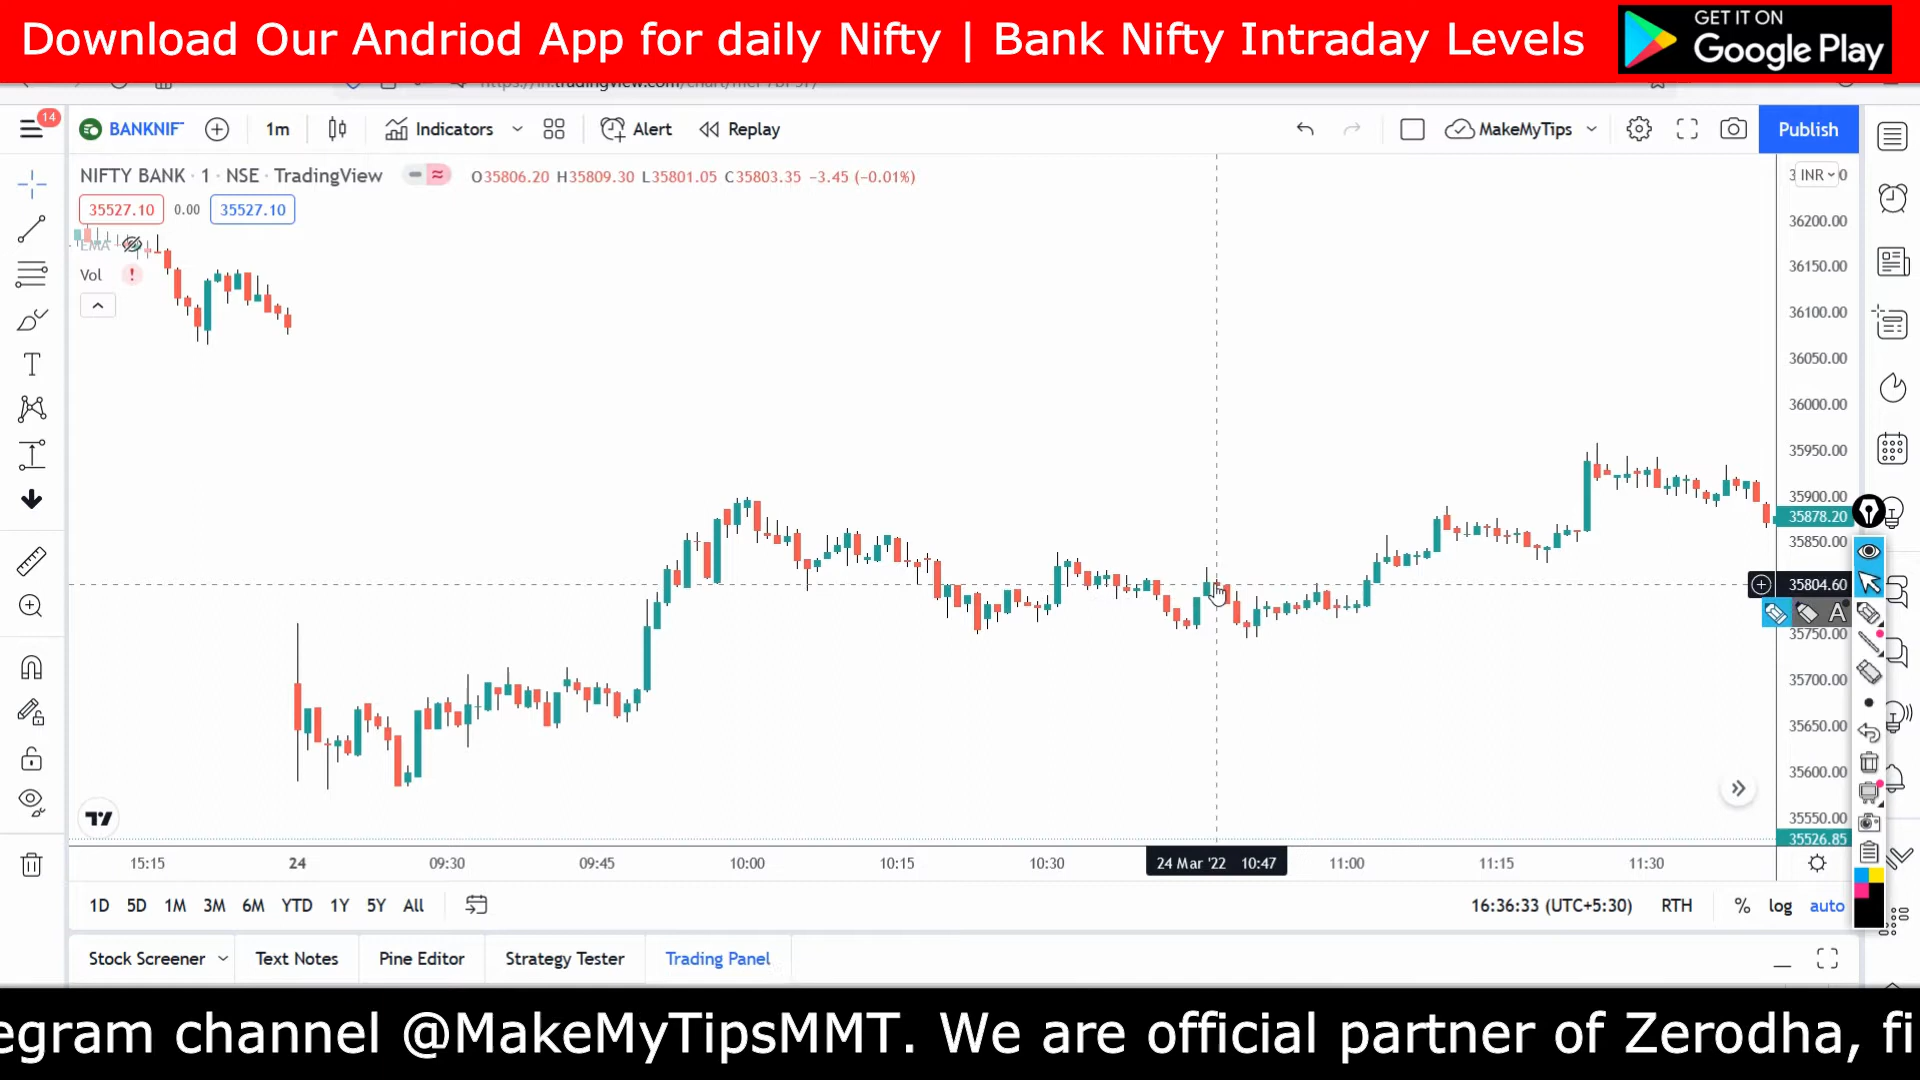 Download Our Andriod App for daily Nifty | Bank Nifty Intraday Levels
GET IT ON
Google Play
14
BANKNIF
1m
Indicators
Alert
Replay
MakeMyTips
Publish
NIFTY BANK · 1 · NSE · TradingView
O35806.20 H35809.30 L35801.05 C35803.35 −3.45 (−0.01%)
INR
35527.10 0.00 35527.10
EMA
Vol
36200.00
36150.00
36100.00
36050.00
36000.00
35950.00
35900.00
35878.20
35850.00
35804.60
A
35750.00
35700.00
35650.00
35600.00
35550.00
35526.85
15:15 24 09:30 09:45 10:00 10:15 10:30 24 Mar '22 10:47 11:00 11:15 11:30
1D 5D 1M 3M 6M YTD 1Y 5Y All
16:36:33 (UTC+5:30) RTH % log auto
Stock Screener Text Notes Pine Editor Strategy Tester Trading Panel
egram channel @MakeMyTipsMMT. We are official partner of Zerodha, fi